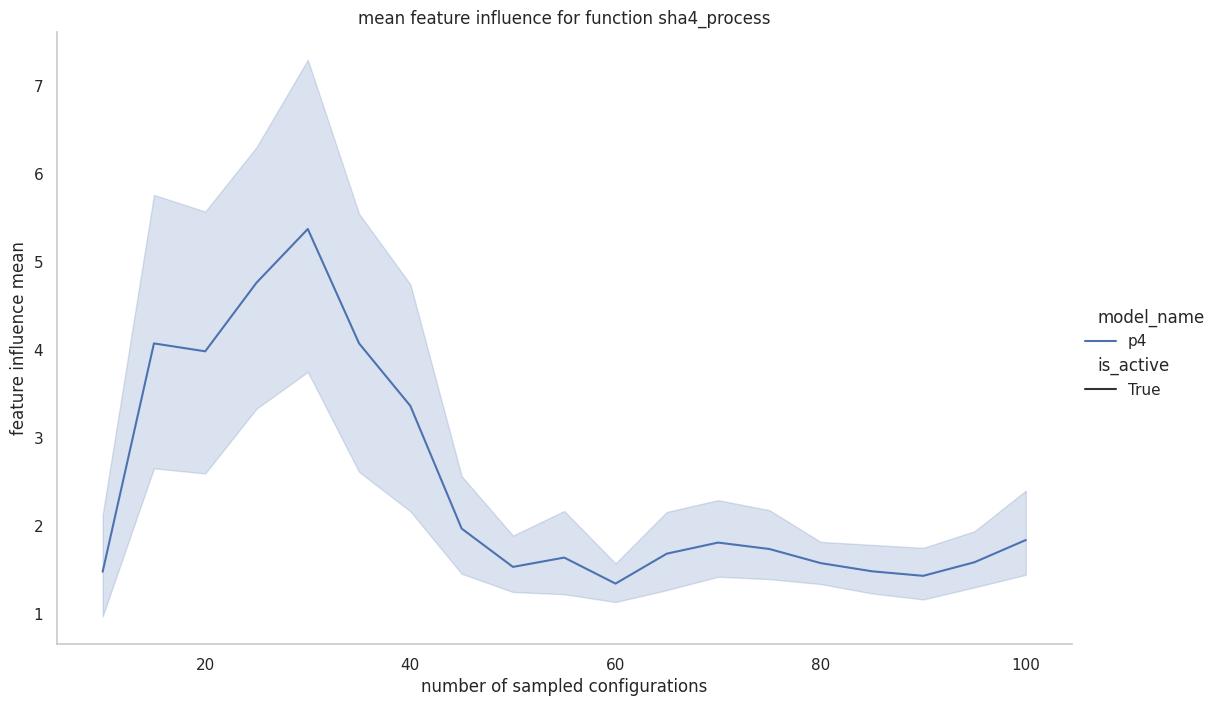 mean feature influence for function sha4_process
7
6
5
4
3
2
1
feature influence mean
20
40
60
80
100
number of sampled configurations
model_name
p4
is_active
True